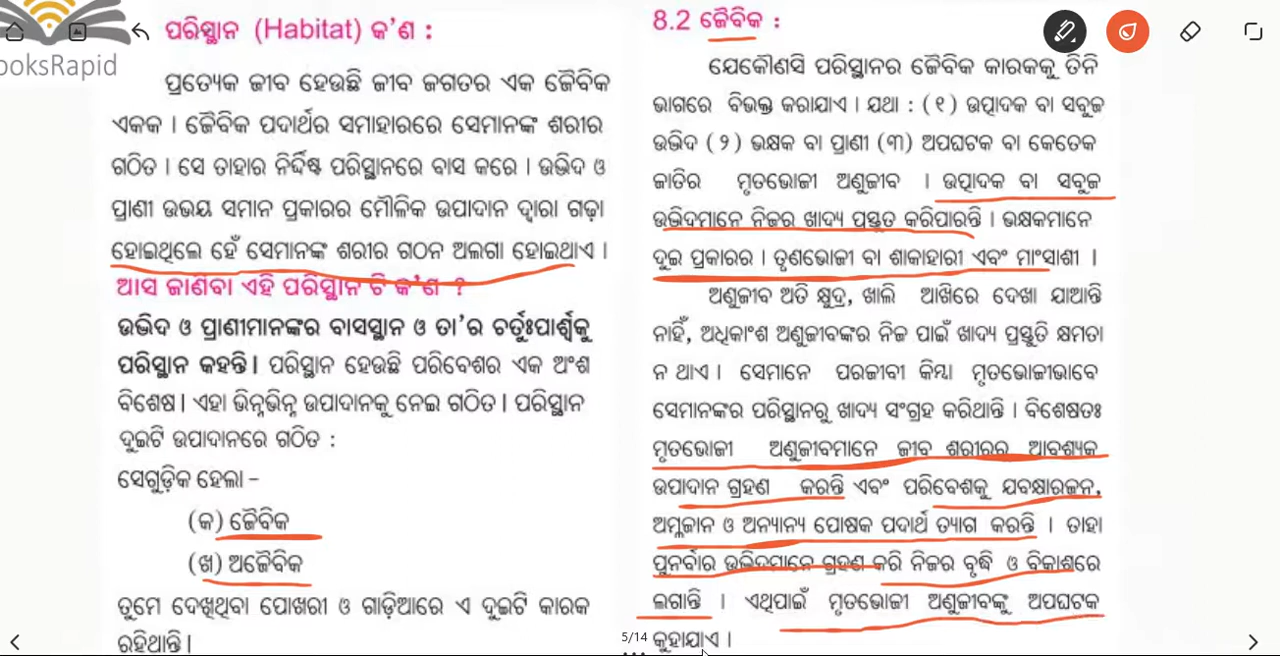 ooksRapid
ପରିସ୍ଥାନ (Habitat) କ'ଣ :
ପ୍ରତ୍ୟେକ ଜୀବ ହେଉଛି ଜୀବ ଜଗତର ଏକ ଜୈବିକ
ଏକକ । ଜୈବିକ ପଦାର୍ଥର ସମାହାରରେ ସେମାନଙ୍କ ଶରୀର
ଗଠିତ । ସେ ତାହାର ନିର୍ଦ୍ଦିଷ୍ଟ ପରିସ୍ଥାନରେ ବାସ କରେ । ଉଦ୍ଭିଦ ଓ
ପ୍ରାଣୀ ଉଭୟ ସମାନ ପ୍ରକାରର ମୌଳିକ ଉପାଦାନ ଦ୍ୱାରା ଗଢ଼ା
ହୋଇଥିଲେ ହେଁ ସେମାନଙ୍କ ଶରୀର ଗଠନ ଅଲଗା ହୋଇଥାଏ ।
ଆସ ଜାଣିବା ଏହି ପରିସ୍ଥାନ ଟି କ'ଣ ?
ଉଦ୍ଭିଦ ଓ ପ୍ରାଣୀମାନଙ୍କର ବାସସ୍ଥାନ ଓ ତା'ର ଚର୍ତୁଃପାର୍ଶ୍ୱକୁ
ପରିସ୍ଥାନ କହନ୍ତି। ପରିସ୍ଥାନ ହେଉଛି ପରିବେଶର ଏକ ଅଂଶ
ବିଶେଷ। ଏହା ଭିନ୍ନଭିନ୍ନ ଉପାଦାନକୁ ନେଇ ଗଠିତ। ପରିସ୍ଥାନ
ଦୁଇଟି ଉପାଦାନରେ ଗଠିତ :
ସେଗୁଡ଼ିକ ହେଲା –
(କ) ଜୈବିକ
(ଖ) ଅଜୈବିକ
ତୁମେ ଦେଖିଥିବା ପୋଖରୀ ଓ ଗାଡ଼ିଆରେ ଏ ଦୁଇଟି କାରକ
ରହିଥାନ୍ତି।
8.2 ଜୈବିକ :
ଯେକୌଣସି ପରିସ୍ଥାନର ଜୈବିକ କାରକକୁ ତିନି
ଭାଗରେ ବିଭକ୍ତ କରାଯାଏ । ଯଥା : (୧) ଉତ୍ପାଦକ ବା ସବୁଜ
ଉଦ୍ଭିଦ (୨) ଭକ୍ଷକ ବା ପ୍ରାଣୀ (୩) ଅପଘଟକ ବା କେତେକ
ଜାତିର ମୃତଭୋଜୀ ଅଣୁଜୀବ । ଉତ୍ପାଦକ ବା ସବୁଜ
ଉଦ୍ଭିଦମାନେ ନିଜର ଖାଦ୍ୟ ପ୍ରସ୍ତୁତ କରିପାରନ୍ତି । ଭକ୍ଷକମାନେ
ଦୁଇ ପ୍ରକାରର । ତୃଣଭୋଜୀ ବା ଶାକାହାରୀ ଏବଂ ମାଂସାଶୀ ।
ଅଣୁଜୀବ ଅତି କ୍ଷୁଦ୍ର, ଖାଲି ଆଖିରେ ଦେଖା ଯାଆନ୍ତି
ନାହିଁ, ଅଧିକାଂଶ ଅଣୁଜୀବଙ୍କର ନିଜ ପାଇଁ ଖାଦ୍ୟ ପ୍ରସ୍ତୁତି କ୍ଷମତା
ନ ଥାଏ । ସେମାନେ ପରଜୀବୀ କିମ୍ବା ମୃତଭୋଜୀଭାବେ
ସେମାନଙ୍କର ପରିସ୍ଥାନରୁ ଖାଦ୍ୟ ସଂଗ୍ରହ କରିଥାନ୍ତି । ବିଶେଷତଃ
ମୃତଭୋଜୀ ଅଣୁଜୀବମାନେ ଜୀବ ଶରୀରର ଆବଶ୍ୟକ
ଉପାଦାନ ଗ୍ରହଣ କରନ୍ତି ଏବଂ ପରିବେଶକୁ ଯବକ୍ଷାରଜନ,
ଅମ୍ଳଜାନ ଓ ଅନ୍ୟାନ୍ୟ ପୋଷକ ପଦାର୍ଥ ତ୍ୟାଗ କରନ୍ତି । ତାହା
ପୁନର୍ବାର ଉଦ୍ଭିଦମାନେ ଗ୍ରହଣ କରି ନିଜର ବୃଦ୍ଧି ଓ ବିକାଶରେ
ଲଗାନ୍ତି । ଏଥିପାଇଁ ମୃତଭୋଜୀ ଅଣୁଜୀବଙ୍କୁ ଅପଘଟକ
କୁହାଯାଏ ।
5/14